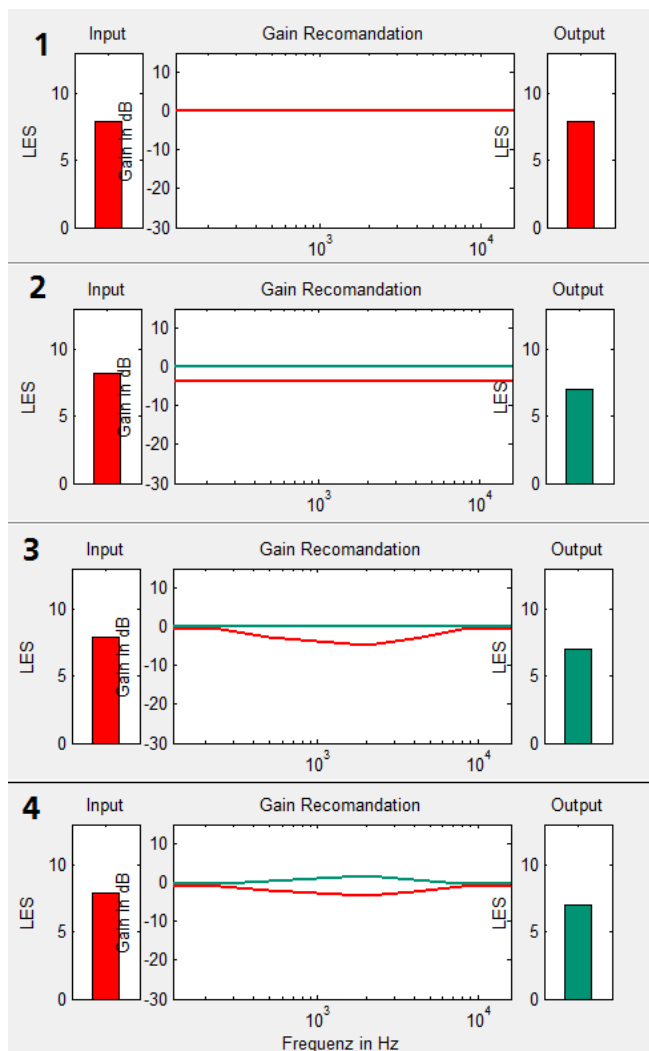 1 Input Gain Recomandation Output
10
5
0
LES
Gain in dB
10
0
-10
-20
-30
10³ 10⁴
LES
10
5
0
2 Input Gain Recomandation Output
10
5
0
LES
Gain in dB
10
0
-10
-20
-30
10³ 10⁴
LES
10
5
0
3 Input Gain Recomandation Output
10
5
0
LES
Gain in dB
10
0
-10
-20
-30
10³ 10⁴
LES
10
5
0
4 Input Gain Recomandation Output
10
5
0
LES
Gain in dB
10
0
-10
-20
-30
10³ 10⁴
LES
10
5
0
Frequenz in Hz